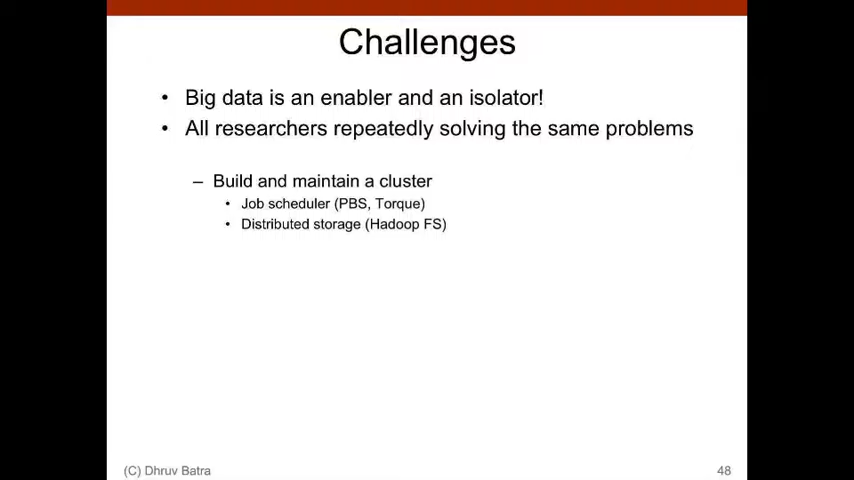 Challenges
• Big data is an enabler and an isolator!
• All researchers repeatedly solving the same problems
– Build and maintain a cluster
• Job scheduler (PBS, Torque)
• Distributed storage (Hadoop FS)
(C) Dhruv Batra
48